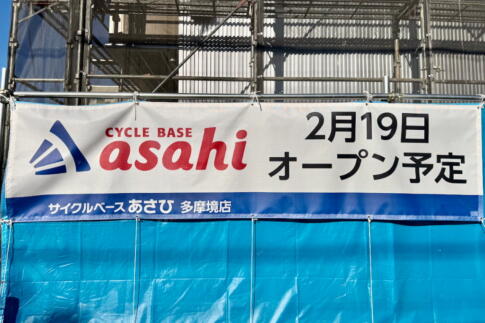 CYCLE BASE
asahi
2月19日
オープン予定
サイクルベースあさひ 多摩境店